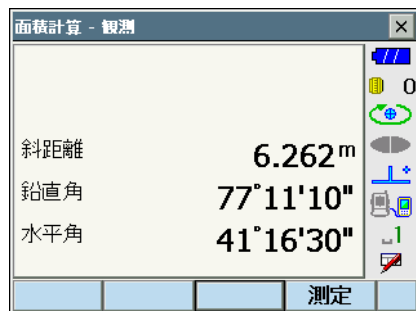 面積計算 - 観測
0
斜距離 6.262 m
鉛直角 77°11'10"
水平角 41°16'30"
1
測定